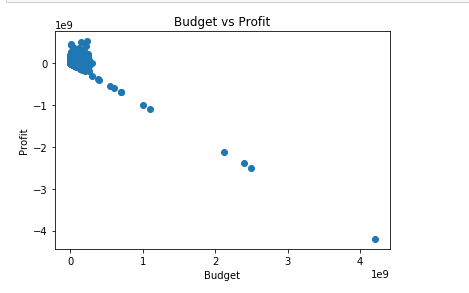 Budget vs Profit
1e9
0
−1
−2
−3
−4
Profit
0
1
2
3
4
1e9
Budget